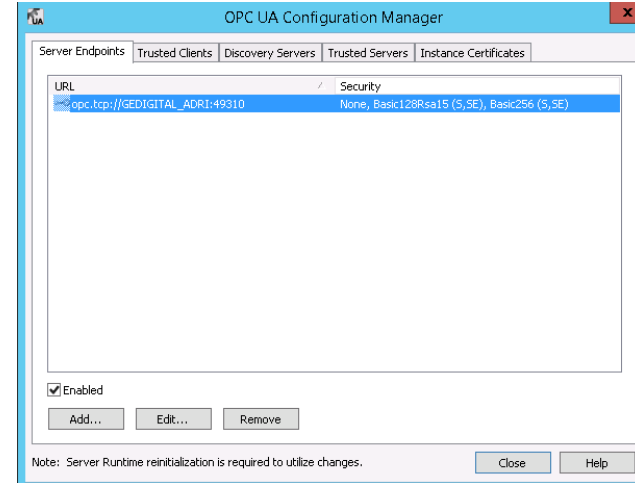 UA
OPC UA Configuration Manager
x
Server Endpoints Trusted Clients Discovery Servers Trusted Servers Instance Certificates
URL Security
opc.tcp://GEDIGITAL_ADRI:49310 None, Basic128Rsa15 (S,SE), Basic256 (S,SE)
Enabled
Add... Edit... Remove
Note: Server Runtime reinitialization is required to utilize changes. Close Help